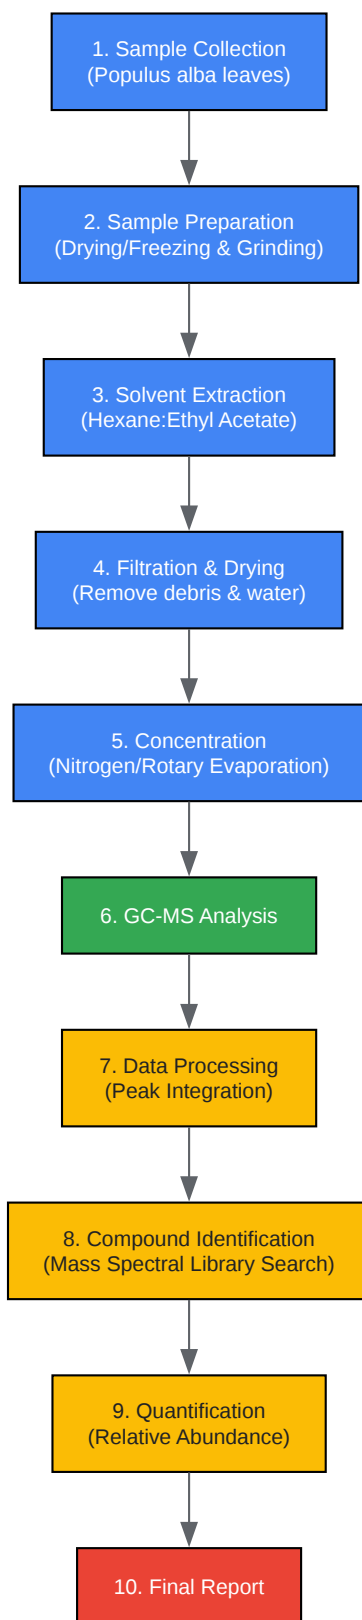 1. Sample Collection
(Populus alba leaves)
2. Sample Preparation
(Drying/Freezing & Grinding)
3. Solvent Extraction
(Hexane:Ethyl Acetate)
4. Filtration & Drying
(Remove debris & water)
5. Concentration
(Nitrogen/Rotary Evaporation)
6. GC-MS Analysis
7. Data Processing
(Peak Integration)
8. Compound Identification
(Mass Spectral Library Search)
9. Quantification
(Relative Abundance)
10. Final Report